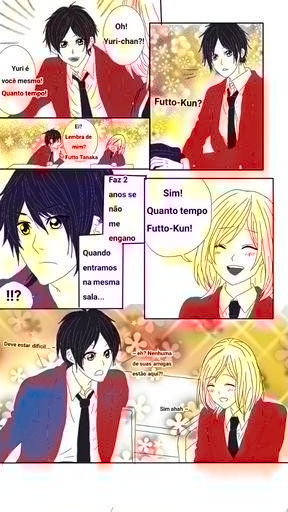 Oh!
Yuri-chan?!
Yuri é
você mesmo!
Quanto tempo!
Futto-Kun?
Ei?
Lembra de
mim?
Futto Tanaka
Faz 2
anos se
não
me
engano
Quando
entramos
na mesma
sala...
!!?
Sim!
Quanto tempo
Futto-Kun!
Deve estar difícil...
eh? Nenhuma
de suas amigas
estão aqui?!
Sim ahah